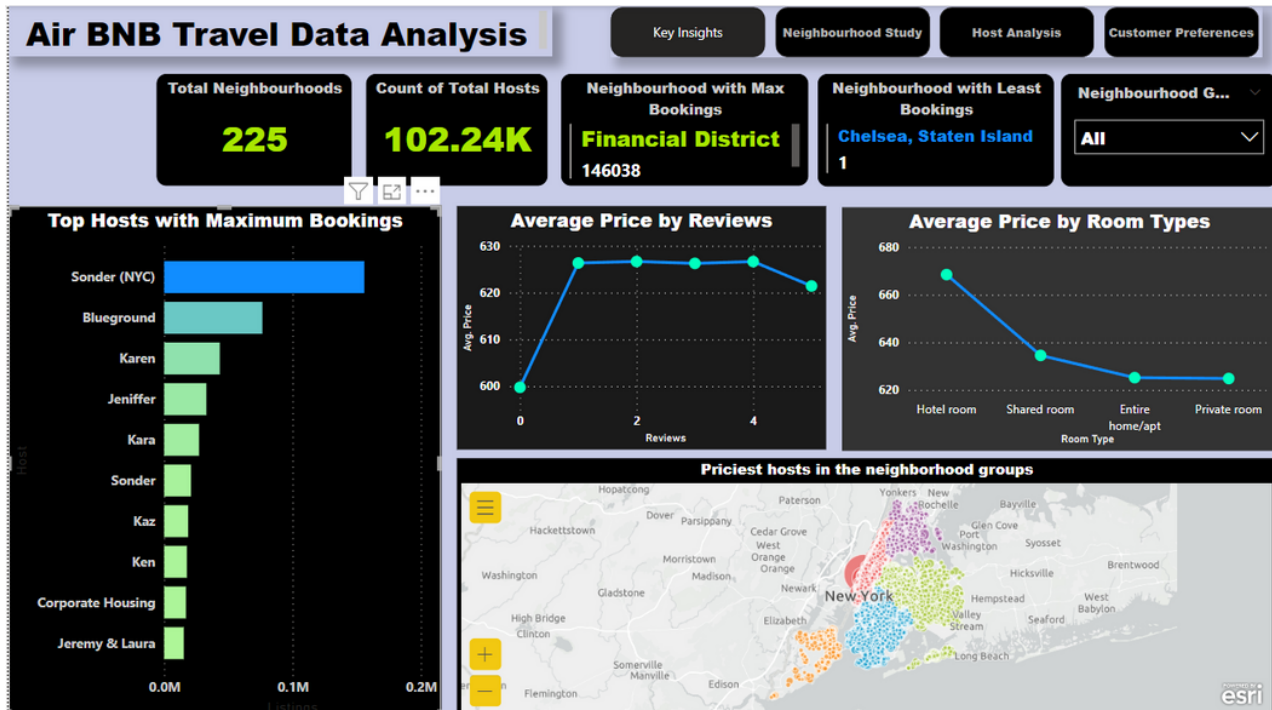 Air BNB Travel Data Analysis
Key Insights
Neighbourhood Study
Host Analysis
Customer Preferences
Total Neighbourhoods
225
Count of Total Hosts
102.24K
Neighbourhood with Max
Bookings
Financial District
146038
Neighbourhood with Least
Bookings
Chelsea, Staten Island
1
Neighbourhood G...
All
Top Hosts with Maximum Bookings
Host
Sonder (NYC)
Blueground
Karen
Jeniffer
Kara
Sonder
Kaz
Ken
Corporate Housing
Jeremy & Laura
0.0M
0.1M
0.2M
Listings
Average Price by Reviews
Avg. Price
630
620
610
600
0
2
4
Reviews
Average Price by Room Types
Avg. Price
680
660
640
620
Hotel room
Shared room
Entire
home/apt
Private room
Room Type
Priciest hosts in the neighborhood groups
Hopatcong
Paterson
Yonkers
New
Rochelle
Bayville
Dover
Parsippany
Hackettstown
Cedar Grove
Glen Cove
Port
Washington
Syosset
West
Orange
Orange
Morristown
Madison
Washington
Brentwood
Hicksville
Newark
Gladstone
New York
Hempstead
West
Babylon
High Bridge
Clinton
Elizabeth
Valley
Stream
Seaford
Long Beach
Somerville
Manville
Edison
Flemington
POWERED BY
esri